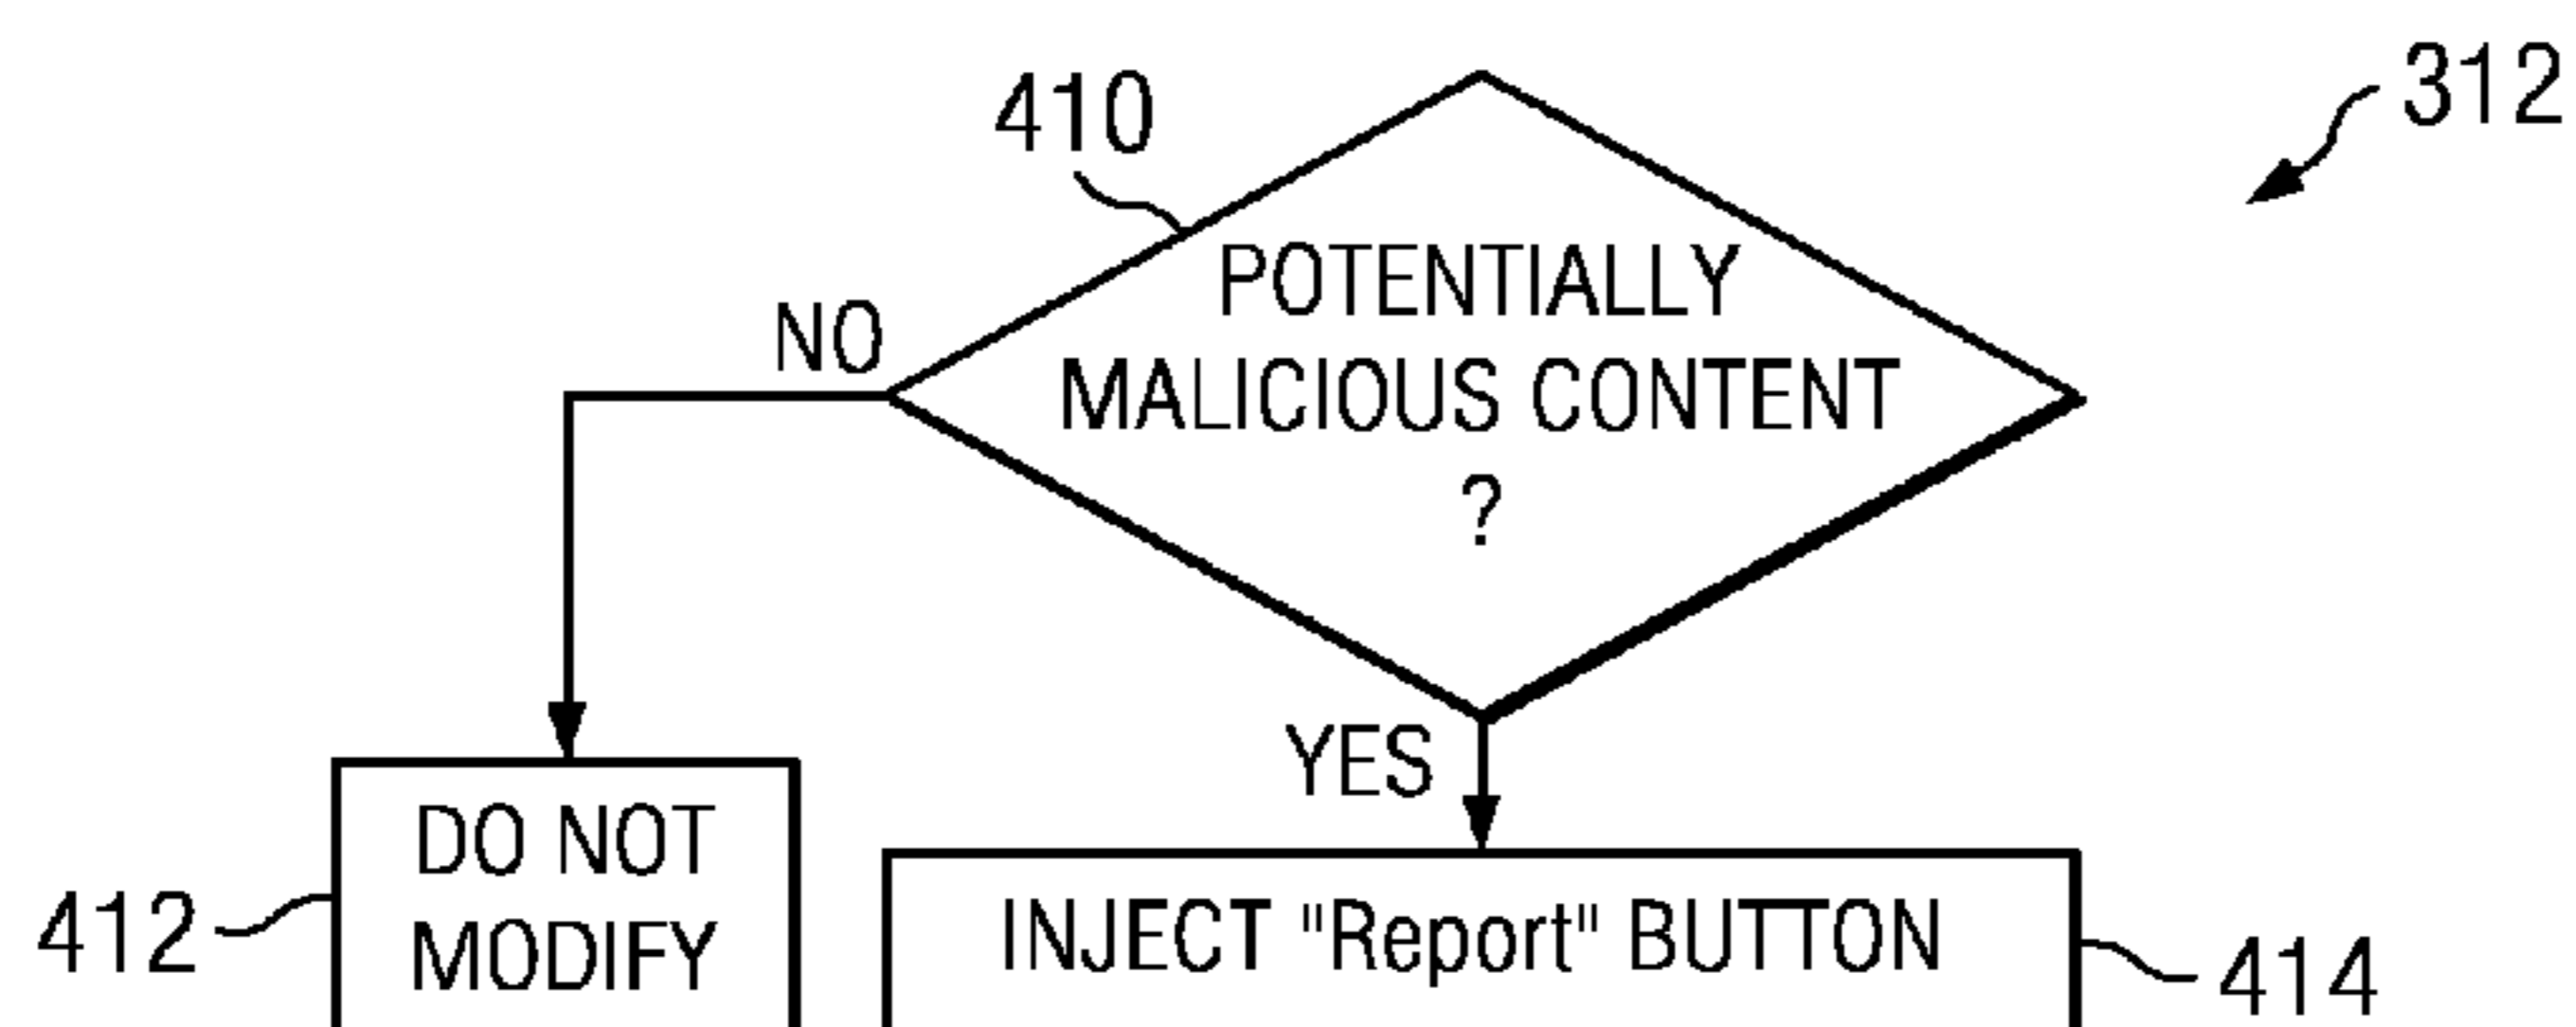 312
410
POTENTIALLY
MALICIOUS CONTENT
?
NO
YES
DO NOT
MODIFY
412
INJECT "Report" BUTTON
414